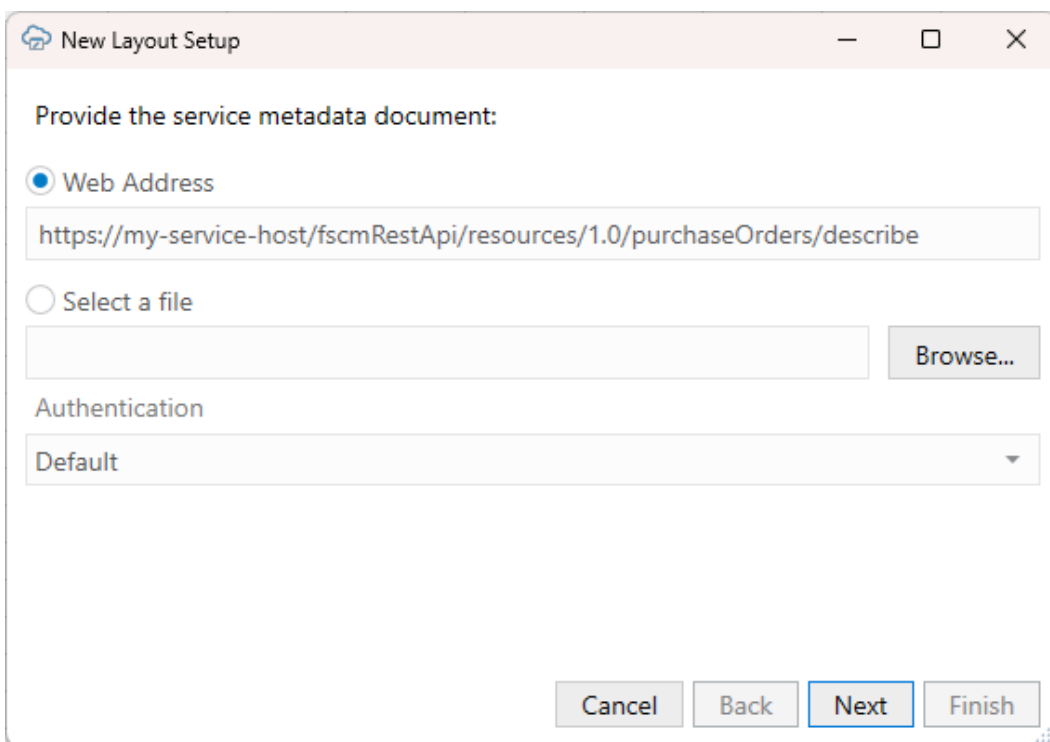 New Layout Setup
Provide the service metadata document:
Web Address
https://my-service-host/fscmRestApi/resources/1.0/purchaseOrders/describe
Select a file
Browse...
Authentication
Default
Cancel Back Next Finish